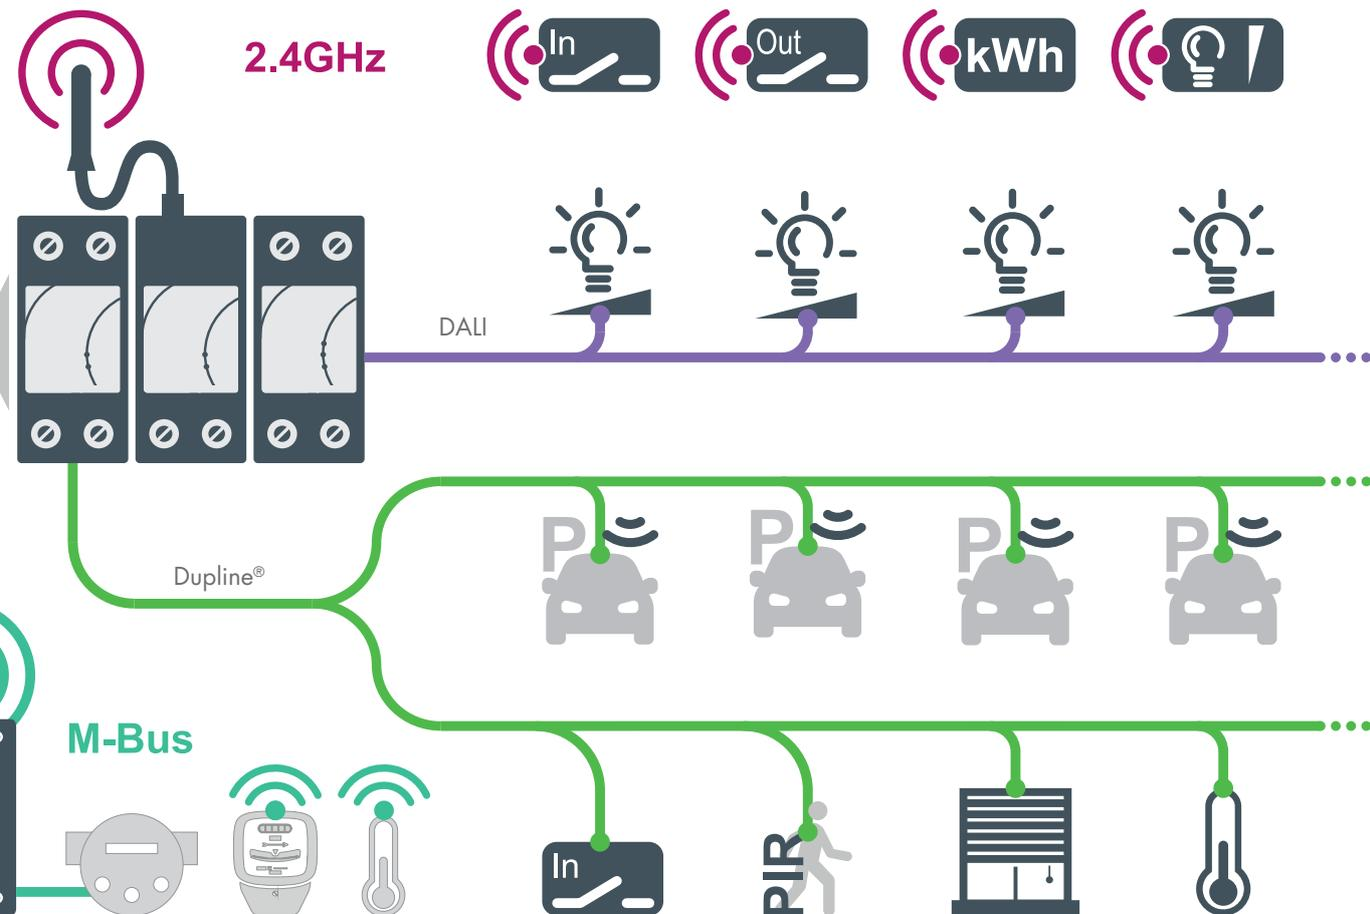 2.4GHz
In
Out
kWh
DALI
P
P
P
P
Dupline®
M-Bus
In
PIR